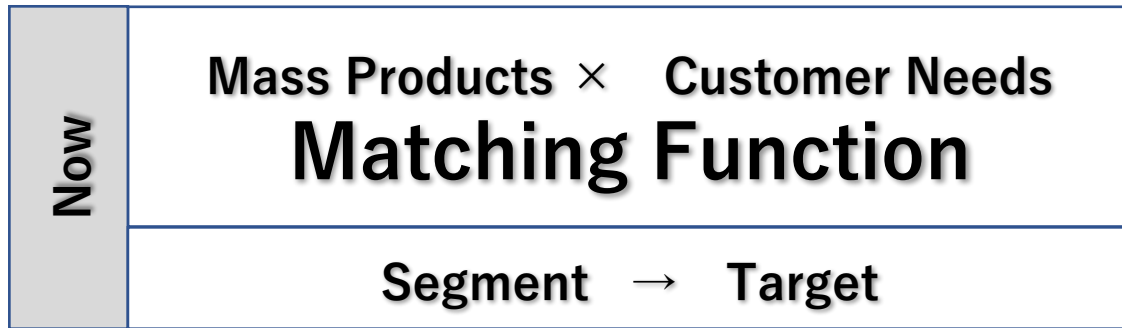 Now
Mass Products × Customer Needs
Matching Function
Segment → Target